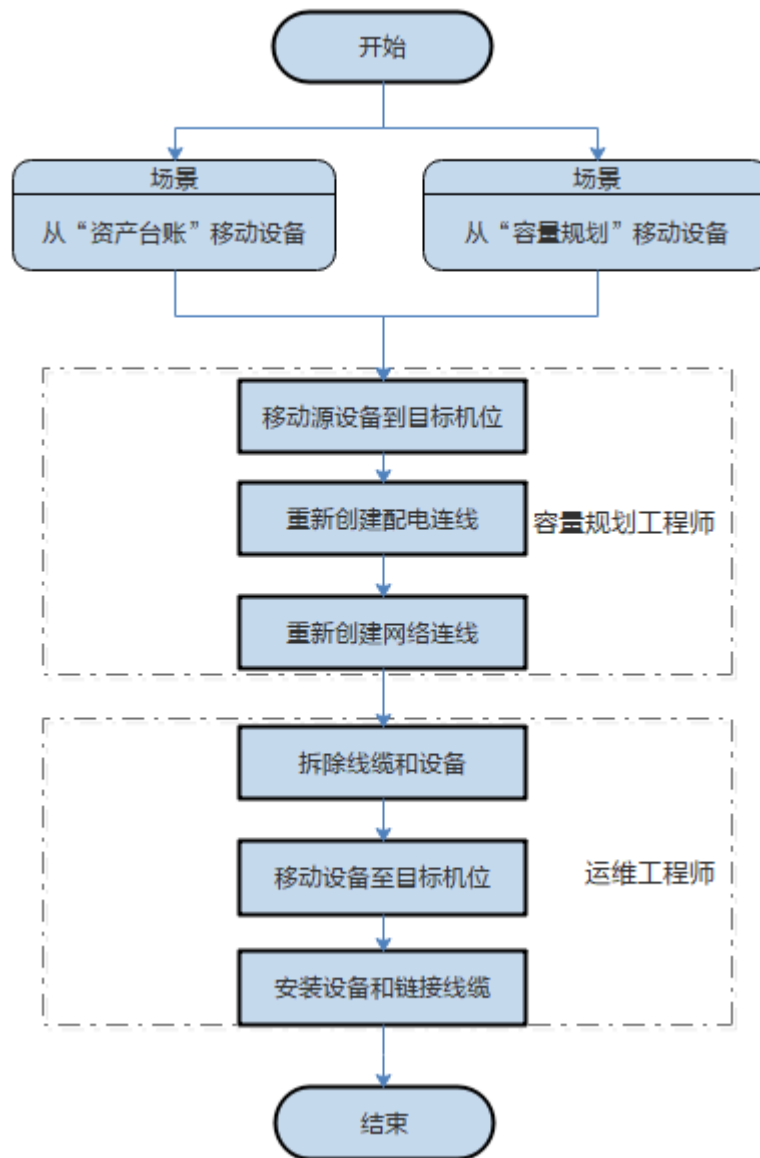 开始
场景
从“资产台账”移动设备
场景
从“容量规划”移动设备
移动源设备到目标机位
重新创建配电连线
容量规划工程师
重新创建网络连线
拆除线缆和设备
移动设备至目标机位
运维工程师
安装设备和链接线缆
结束